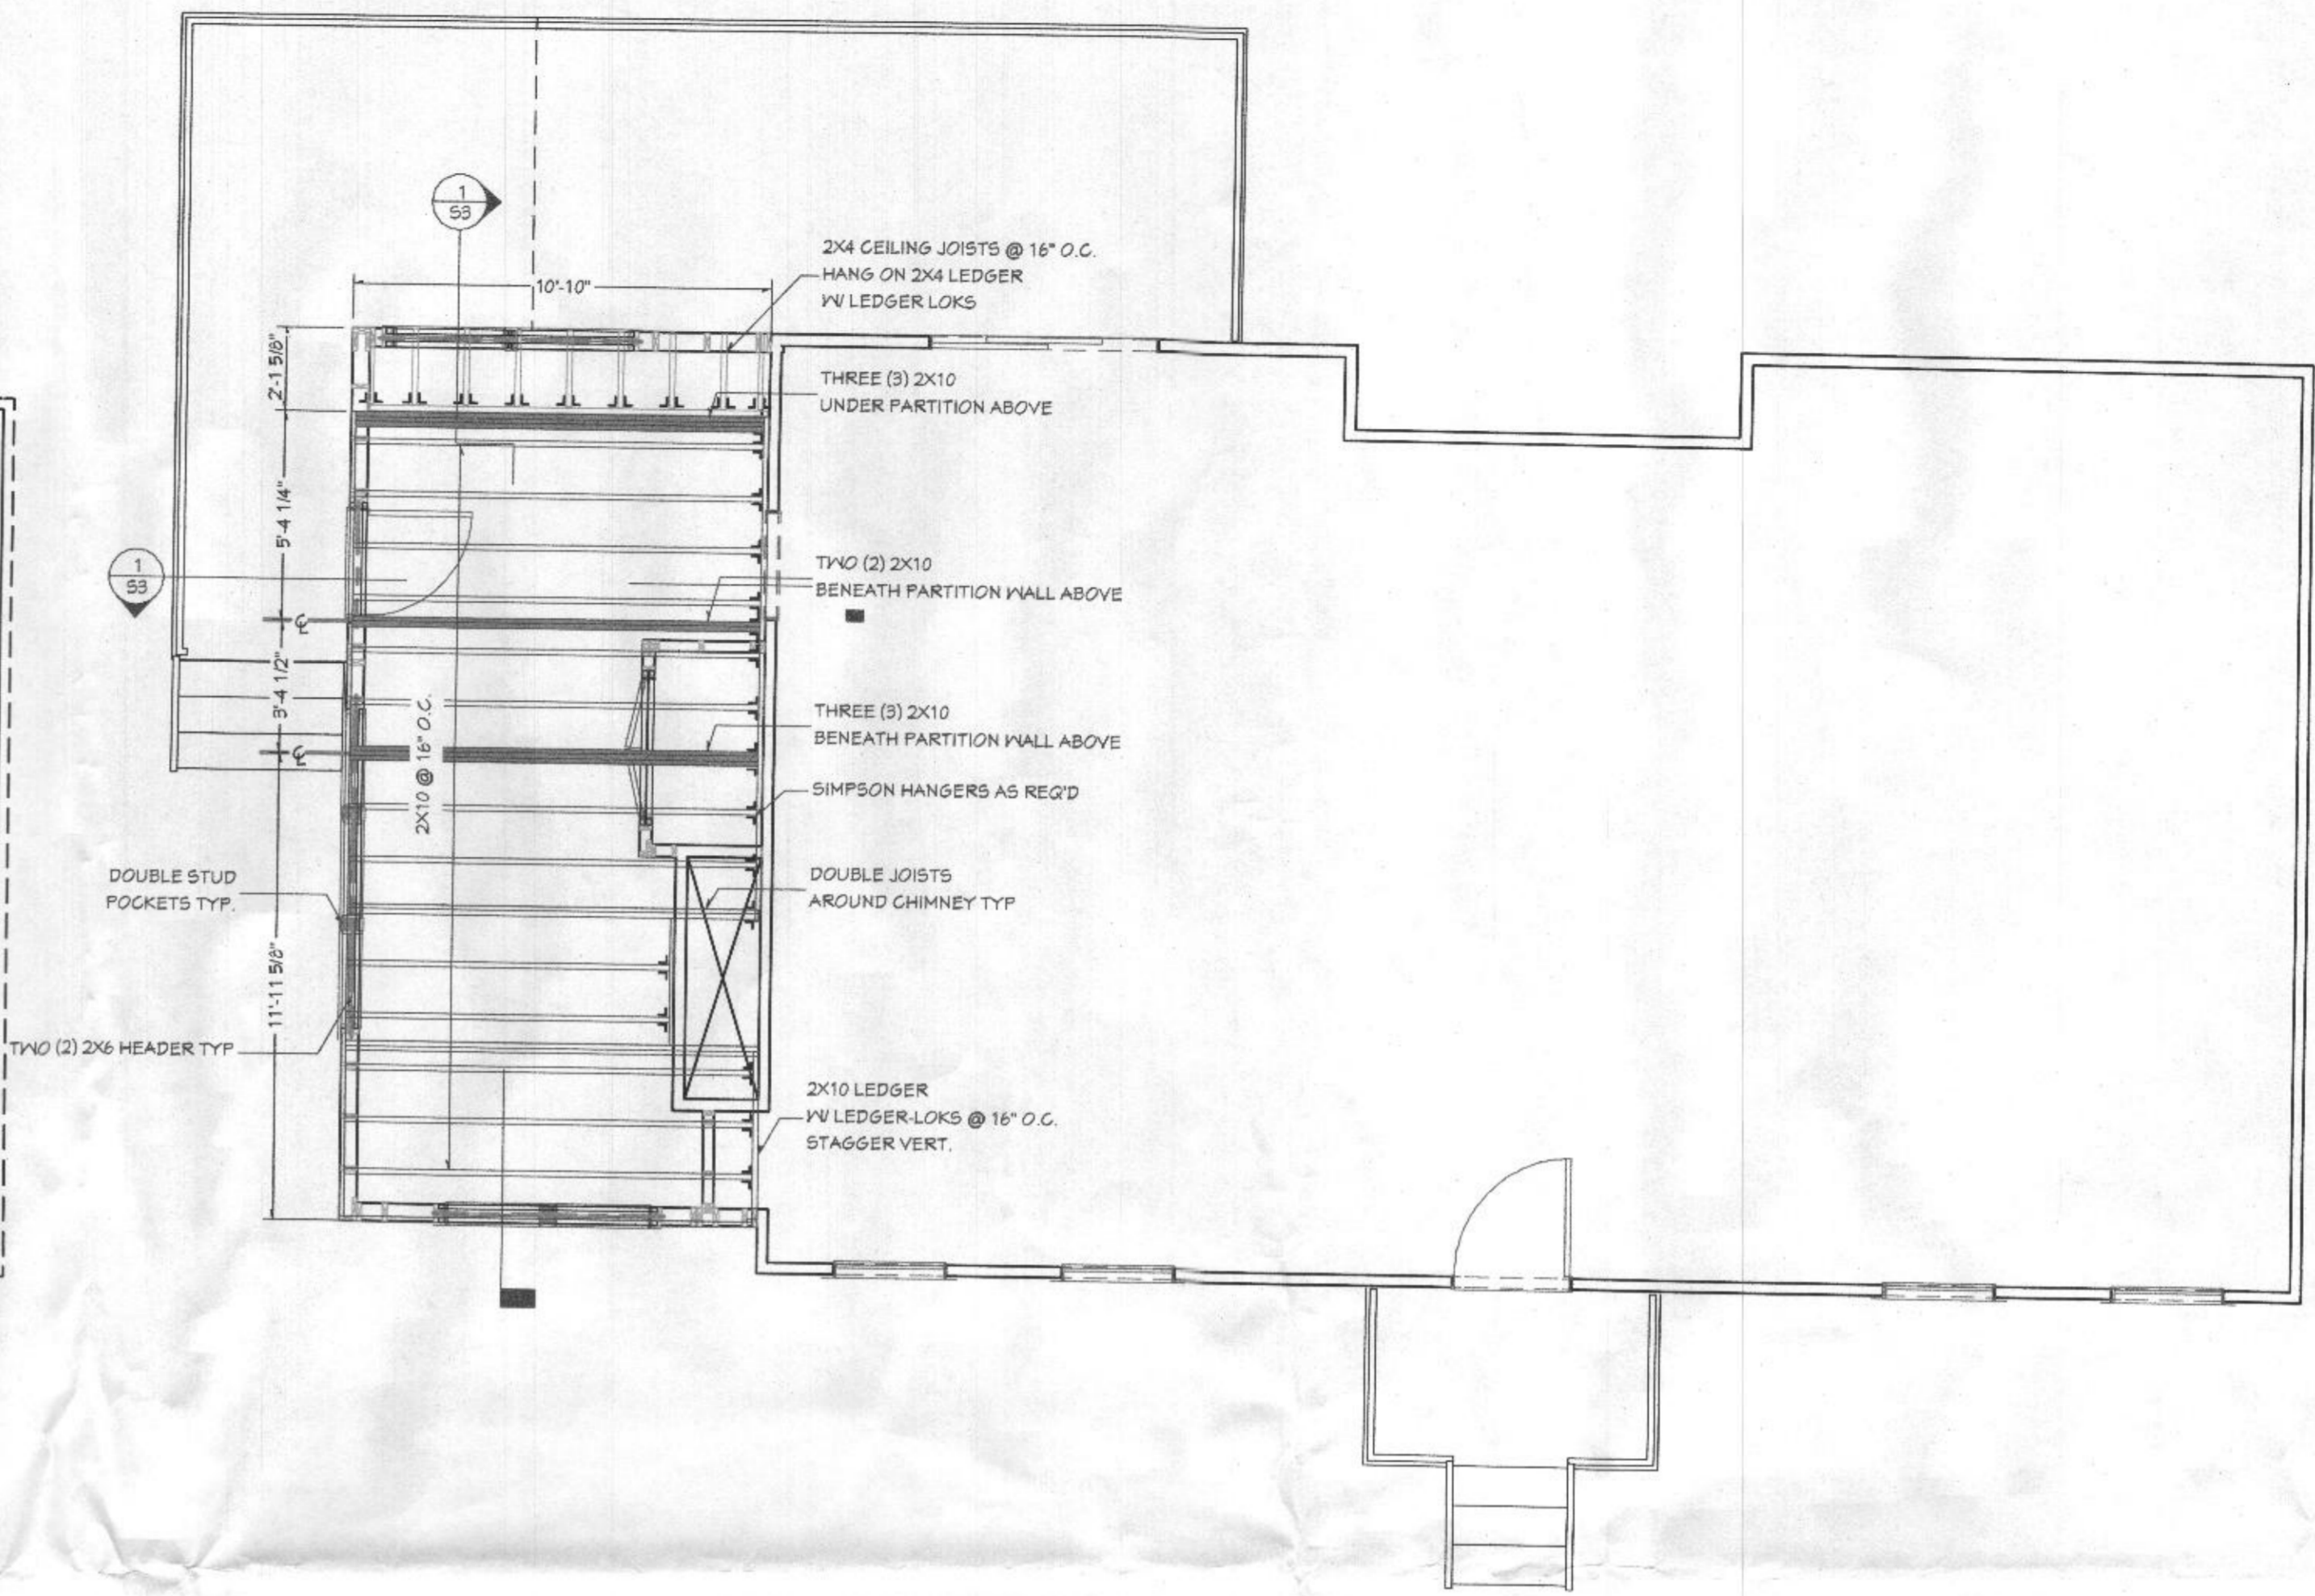 1
S3
2X4 CEILING JOISTS @ 16" O.C.
HANG ON 2X4 LEDGER
W/ LEDGER LOKS
10'-10"
2'-1 5/8"
THREE (3) 2X10
UNDER PARTITION ABOVE
5'-4 1/4"
1
S3
TWO (2) 2X10
BENEATH PARTITION WALL ABOVE
℄
3'-4 1/2"
2X10 @ 16" O.C.
THREE (3) 2X10
BENEATH PARTITION WALL ABOVE
℄
SIMPSON HANGERS AS REQ'D
DOUBLE STUD
POCKETS TYP.
DOUBLE JOISTS
AROUND CHIMNEY TYP
11'-11 5/8"
TWO (2) 2X6 HEADER TYP
2X10 LEDGER
W/ LEDGER-LOKS @ 16" O.C.
STAGGER VERT.